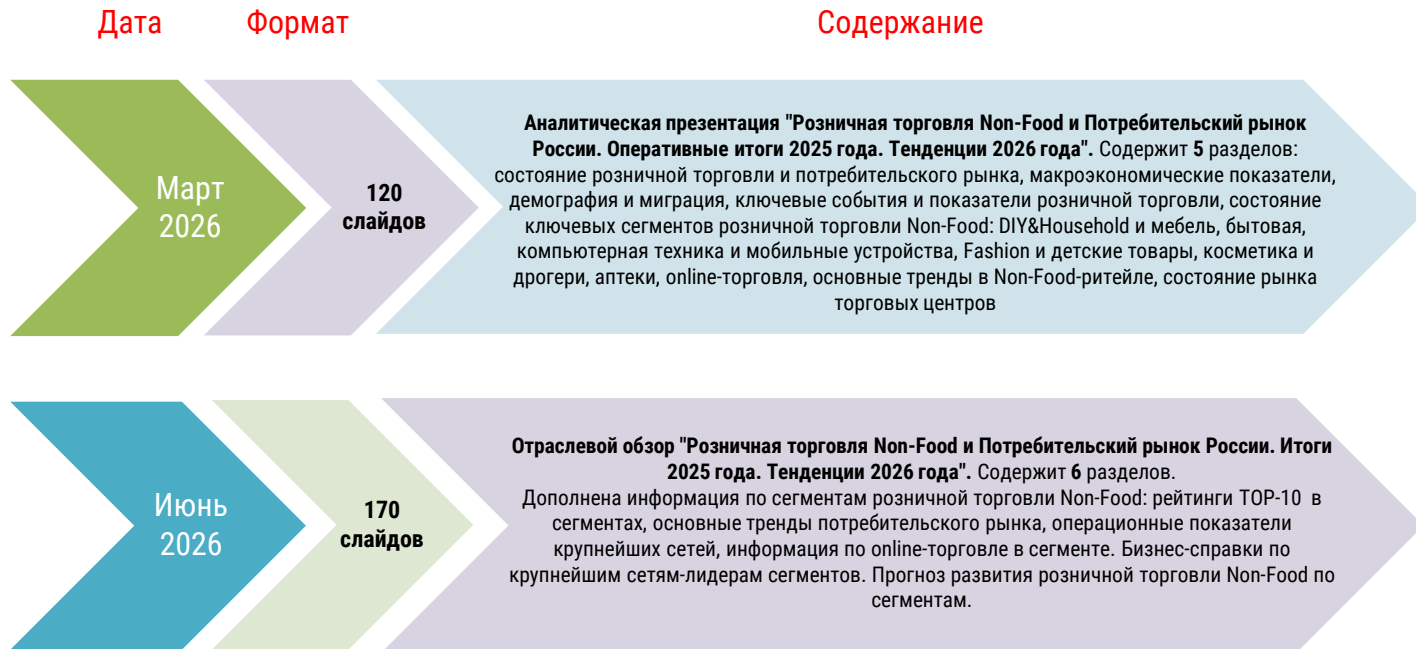 Дата Формат Содержание
Март
2026
120
слайдов
Аналитическая презентация "Розничная торговля Non-Food и Потребительский рынок
России. Оперативные итоги 2025 года. Тенденции 2026 года". Содержит 5 разделов:
состояние розничной торговли и потребительского рынка, макроэкономические показатели,
демография и миграция, ключевые события и показатели розничной торговли, состояние
ключевых сегментов розничной торговли Non-Food: DIY&Household и мебель, бытовая,
компьютерная техника и мобильные устройства, Fashion и детские товары, косметика и
дрогери, аптеки, online-торговля, основные тренды в Non-Food-ритейле, состояние рынка
торговых центров
Июнь
2026
170
слайдов
Отраслевой обзор "Розничная торговля Non-Food и Потребительский рынок России. Итоги
2025 года. Тенденции 2026 года". Содержит 6 разделов.
Дополнена информация по сегментам розничной торговли Non-Food: рейтинги TOP-10 в
сегментах, основные тренды потребительского рынка, операционные показатели
крупнейших сетей, информация по online-торговле в сегменте. Бизнес-справки по
крупнейшим сетям-лидерам сегментов. Прогноз развития розничной торговли Non-Food по
сегментам.